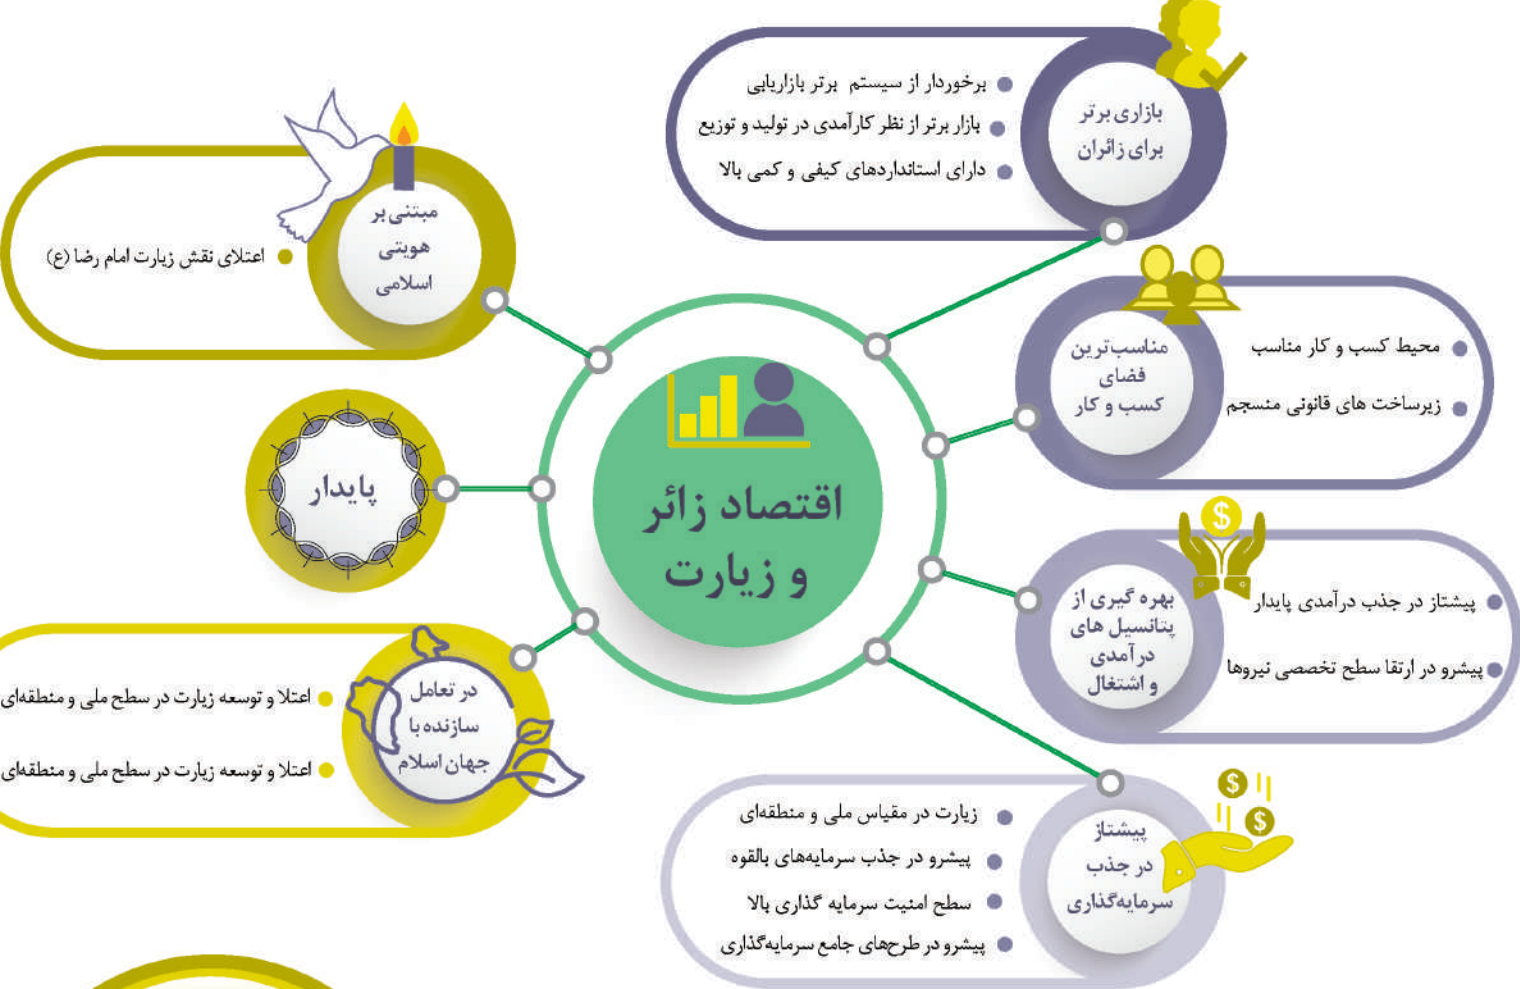 بازاری برتر
برای زائران
برخوردار از سیستم برتر بازاریابی
بازار برتر از نظر کارآمدی در تولید و توزیع
دارای استانداردهای کیفی و کمی بالا
مبتنی بر
هویتی
اسلامی
اعتلای نقش زیارت امام رضا (ع)
مناسب‌ترین
فضای
کسب و کار
محیط کسب و کار مناسب
زیرساخت های قانونی منسجم
اقتصاد زائر
و زیارت
پایدار
بهره گیری از
پتانسیل های
درآمدی
و اشتغال
پیشتاز در جذب درآمدی پایدار
پیشرو در ارتقا سطح تخصصی نیروها
در تعامل
سازنده با
جهان اسلام
اعتلا و توسعه زیارت در سطح ملی و منطقه‌ای
اعتلا و توسعه زیارت در سطح ملی و منطقه‌ای
پیشتاز
در جذب
سرمایه‌گذاری
زیارت در مقیاس ملی و منطقه‌ای
پیشرو در جذب سرمایه‌های بالقوه
سطح امنیت سرمایه گذاری بالا
پیشرو در طرح‌های جامع سرمایه‌گذاری